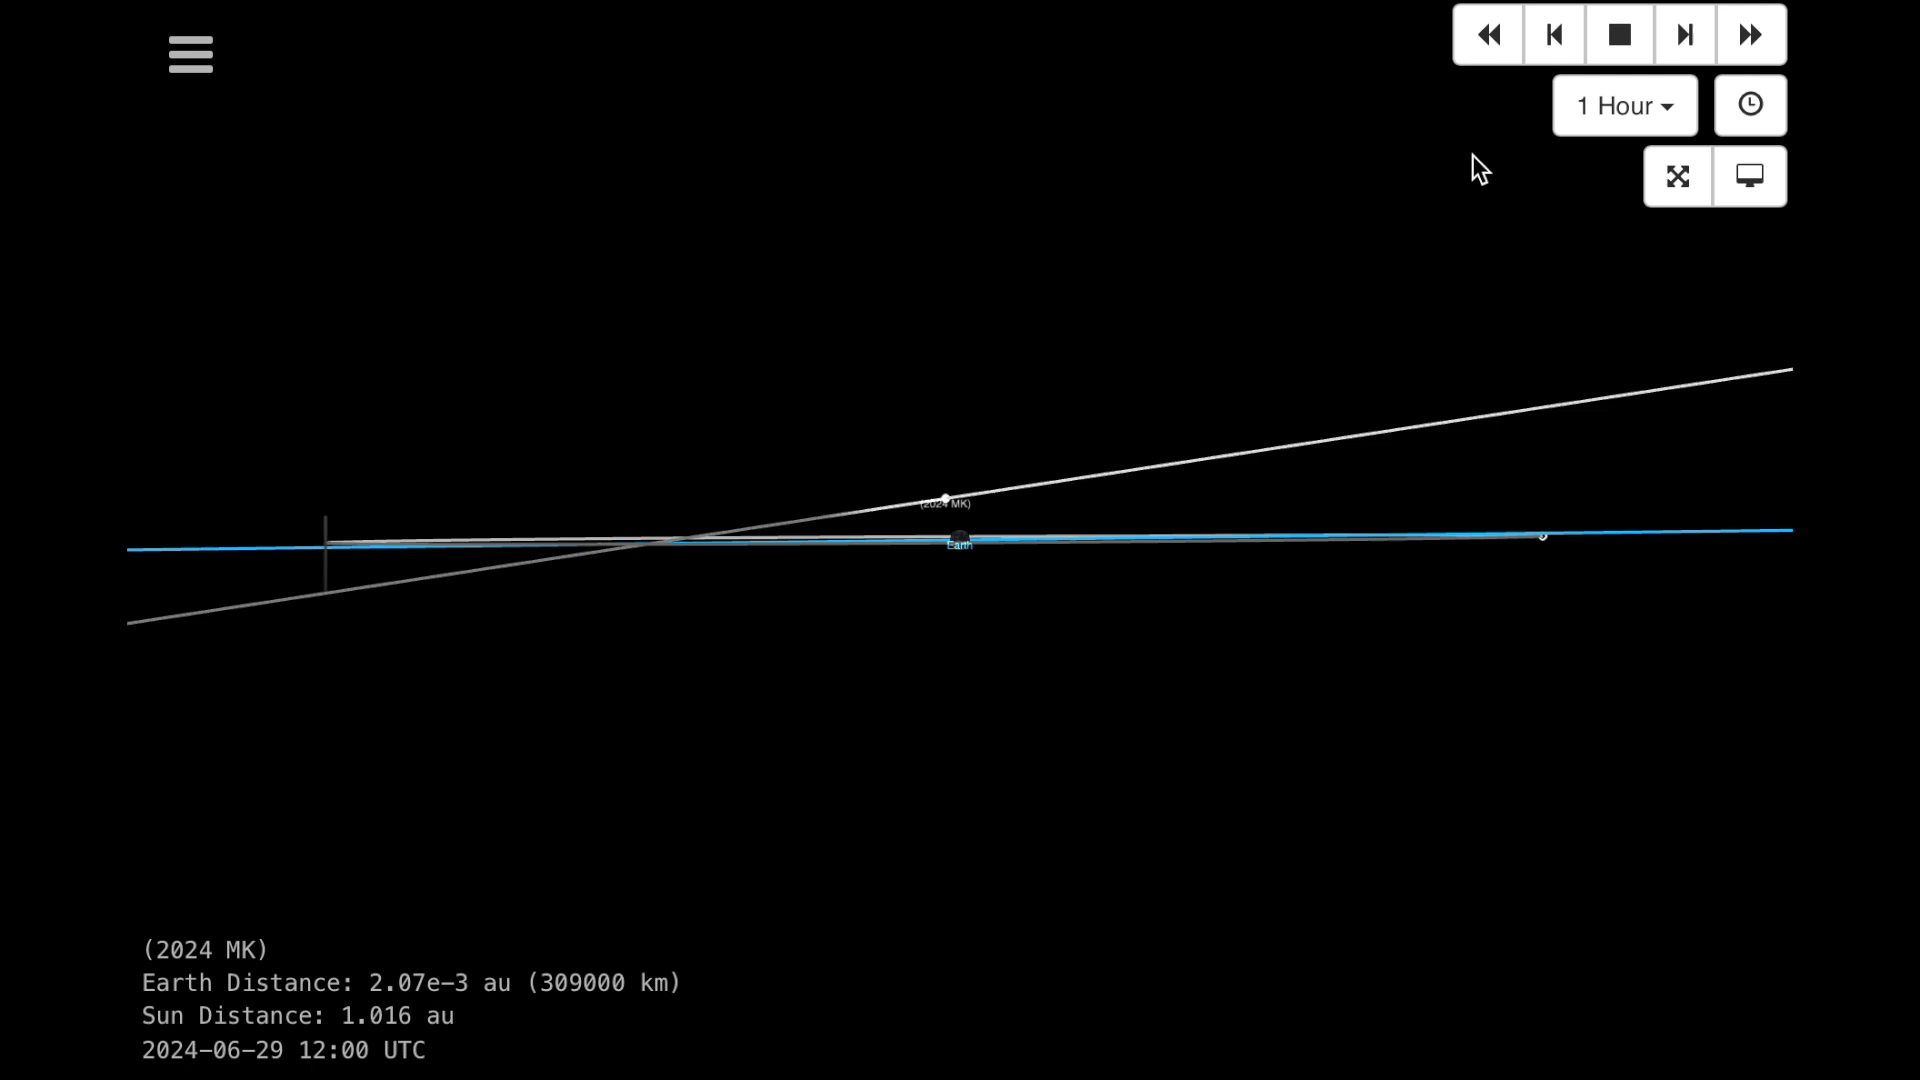 1 Hour
(2024 MK)
Earth
(2024 MK)
Earth Distance: 2.07e-3 au (309000 km)
Sun Distance: 1.016 au
2024-06-29 12:00 UTC